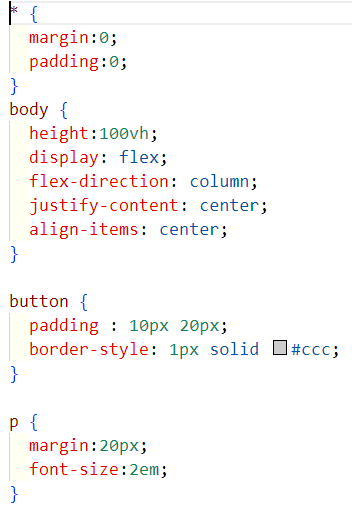 * {
margin:0;
padding:0;
}
body {
height:100vh;
display: flex;
flex-direction: column;
justify-content: center;
align-items: center;
}
button {
padding : 10px 20px;
border-style: 1px solid #ccc;
}
p {
margin:20px;
font-size:2em;
}